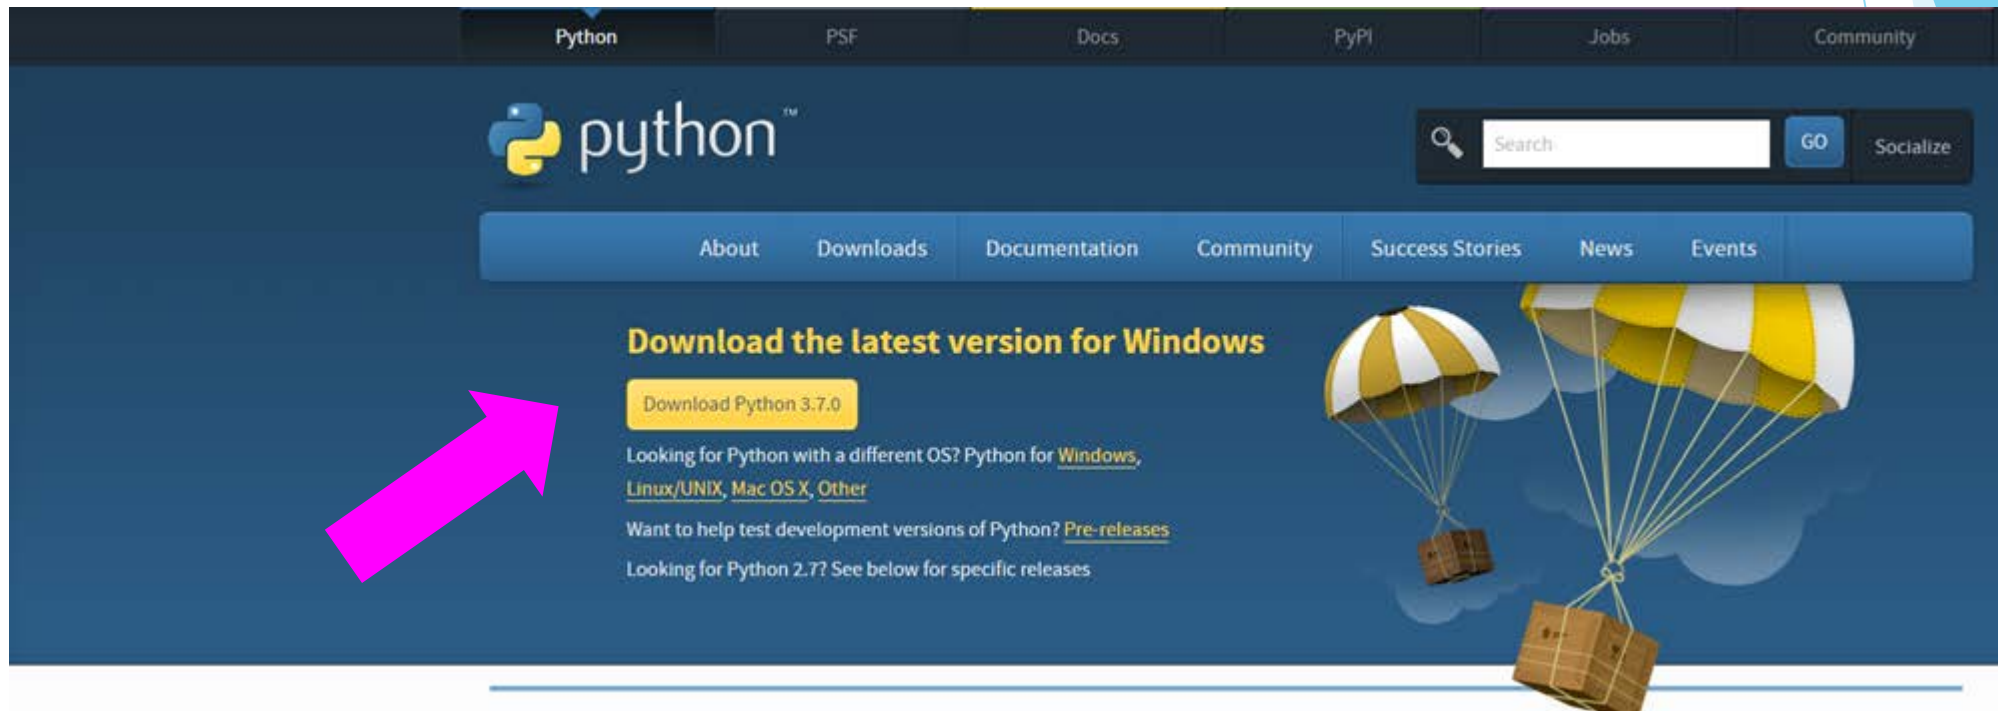 Python PSF Docs PyPI Jobs Community
python™
Search GO Socialize
About Downloads Documentation Community Success Stories News Events
Download the latest version for Windows
Download Python 3.7.0
Looking for Python with a different OS? Python for Windows,
Linux/UNIX, Mac OS X, Other
Want to help test development versions of Python? Pre-releases
Looking for Python 2.7? See below for specific releases